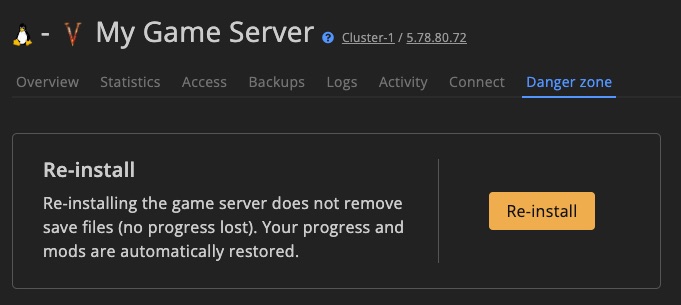 - V My Game Server ? Cluster-1 / 5.78.80.72
Overview Statistics Access Backups Logs Activity Connect Danger zone
Re-install
Re-installing the game server does not remove
save files (no progress lost). Your progress and
mods are automatically restored.
Re-install